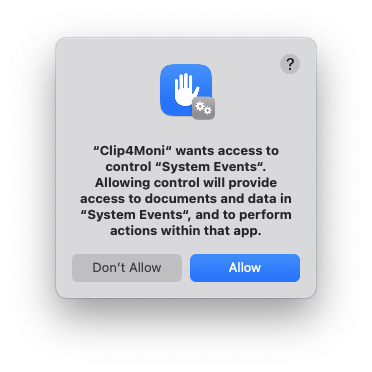 ?
“Clip4Moni“ wants access to
control “System Events“.
Allowing control will provide
access to documents and data in
“System Events“, and to perform
actions within that app.
Don’t Allow
Allow